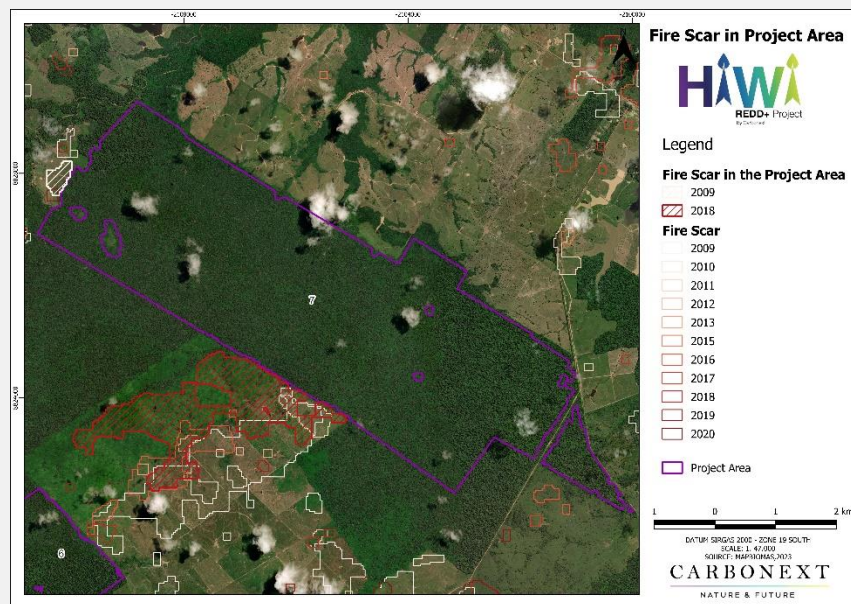 Fire Scar in Project Area
HIWI
REDD+ Project
Legend
Fire Scar in the Project Area
2009
2018
Fire Scar
2009
2010
2011
2012
2013
2015
2016
2017
2018
2019
2020
Project Area
7
6
1 0 1 2 km
DATUM SIRGAS 2000 - ZONE 19 SOUTH
SCALE: 1: 47.000
SOURCE: MAPBIOMAS,2023
CARBONEXT
NATURE & FUTURE